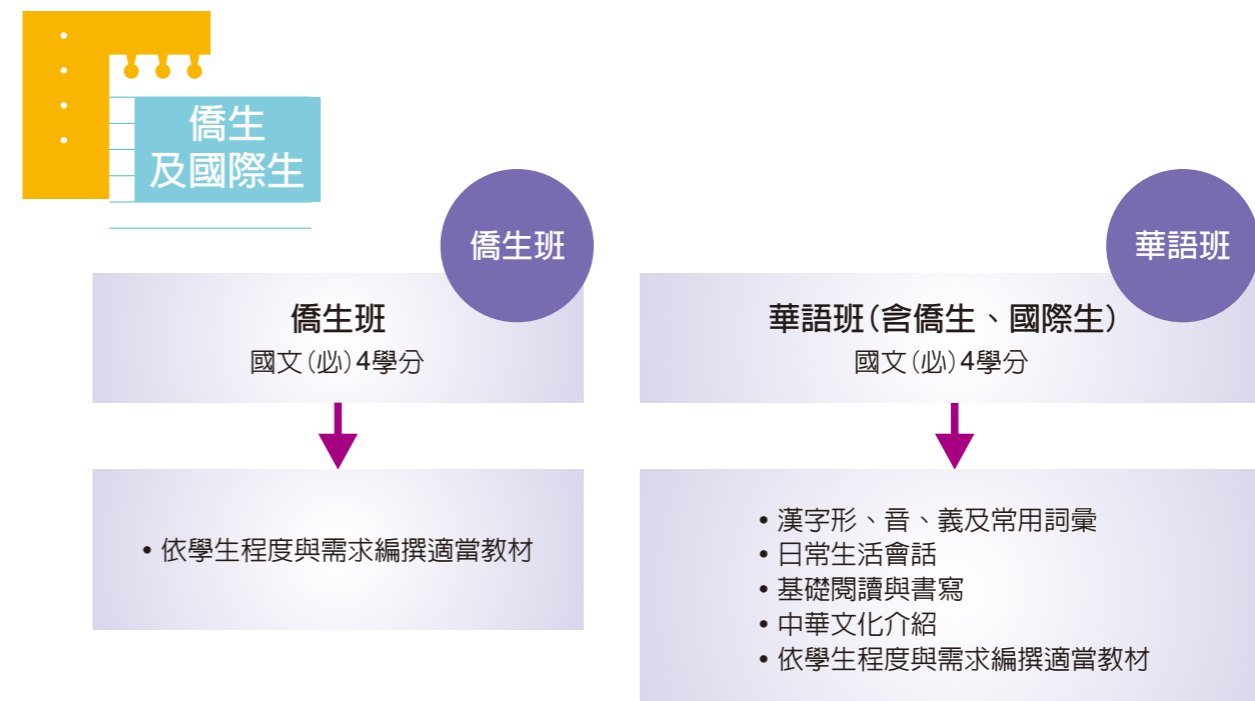 僑生
及國際生
僑生班
僑生班
國文(必)4學分
•依學生程度與需求編撰適當教材
華語班
華語班(含僑生、國際生)
國文(必)4學分
•漢字形、音、義及常用詞彙
•日常生活會話
•基礎閱讀與書寫
•中華文化介紹
•依學生程度與需求編撰適當教材